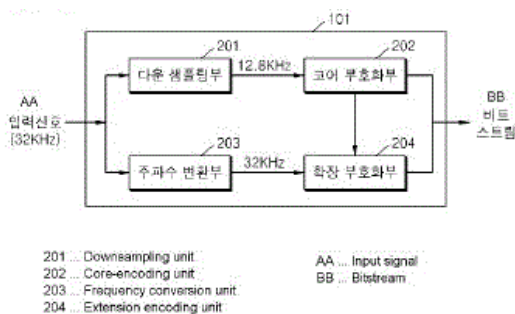 101
201
202
다운 샘플링부
12.8KHz
코어 부호화부
AA
입력신호
(32KHz)
BB
비트
스트림
203
204
주파수 변환부
32KHz
확장 부호화부
201 ... Downsampling unit
202 ... Core-encoding unit
203 ... Frequency conversion unit
204 ... Extension encoding unit
AA ... Input signal
BB ... Bitstream